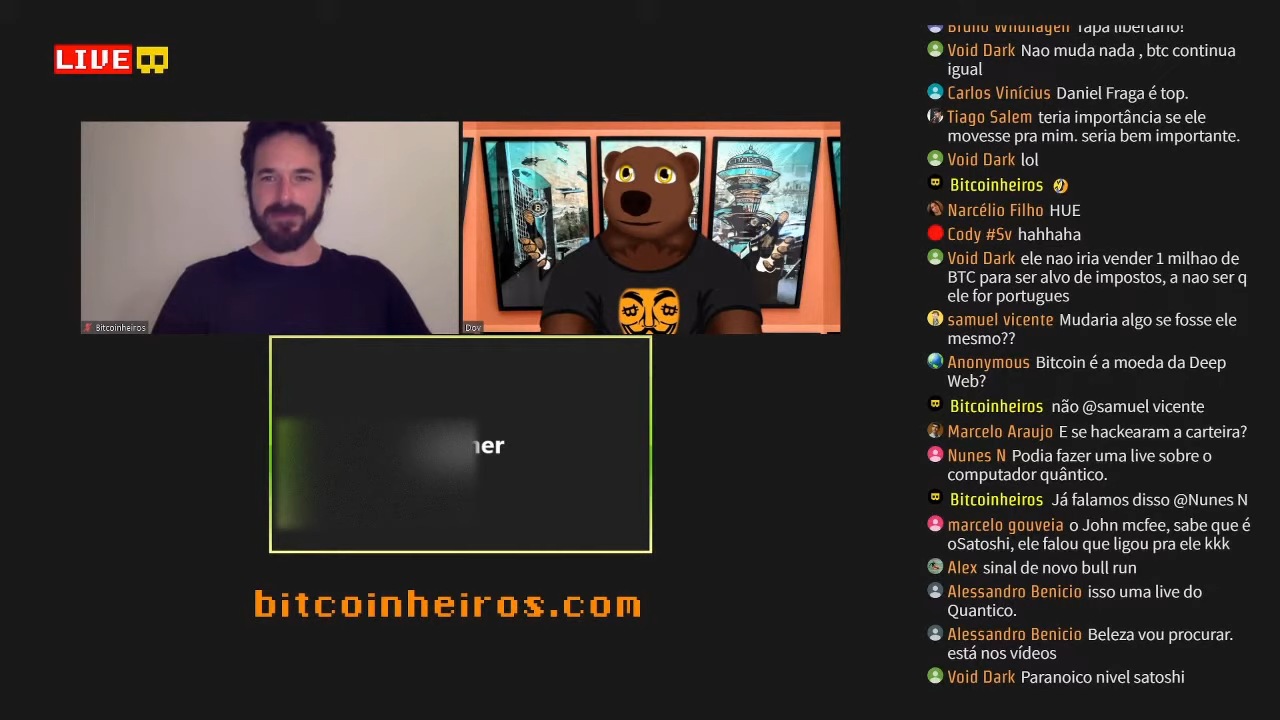 LIVE
Bitcoinheiros
Dov
bitcoinheiros.com
Tapa libertário!
Void Dark Nao muda nada , btc continua
igual
Carlos Vinícius Daniel Fraga é top.
Tiago Salem teria importância se ele
movesse pra mim. seria bem importante.
Void Dark lol
Bitcoinheiros 🤣
Narcélio Filho HUE
Cody #Sv hahhaha
Void Dark ele nao iria vender 1 milhao de
BTC para ser alvo de impostos, a nao ser q
ele for portugues
samuel vicente Mudaria algo se fosse ele
mesmo??
Anonymous Bitcoin é a moeda da Deep
Web?
Bitcoinheiros não @samuel vicente
Marcelo Araujo E se hackearam a carteira?
Nunes N Podia fazer uma live sobre o
computador quântico.
Bitcoinheiros Já falamos disso @Nunes N
marcelo gouveia o John mcfee, sabe que é
oSatoshi, ele falou que ligou pra ele kkk
Alex sinal de novo bull run
Alessandro Benicio isso uma live do
Quantico.
Alessandro Benicio Beleza vou procurar.
está nos vídeos
Void Dark Paranoico nivel satoshi